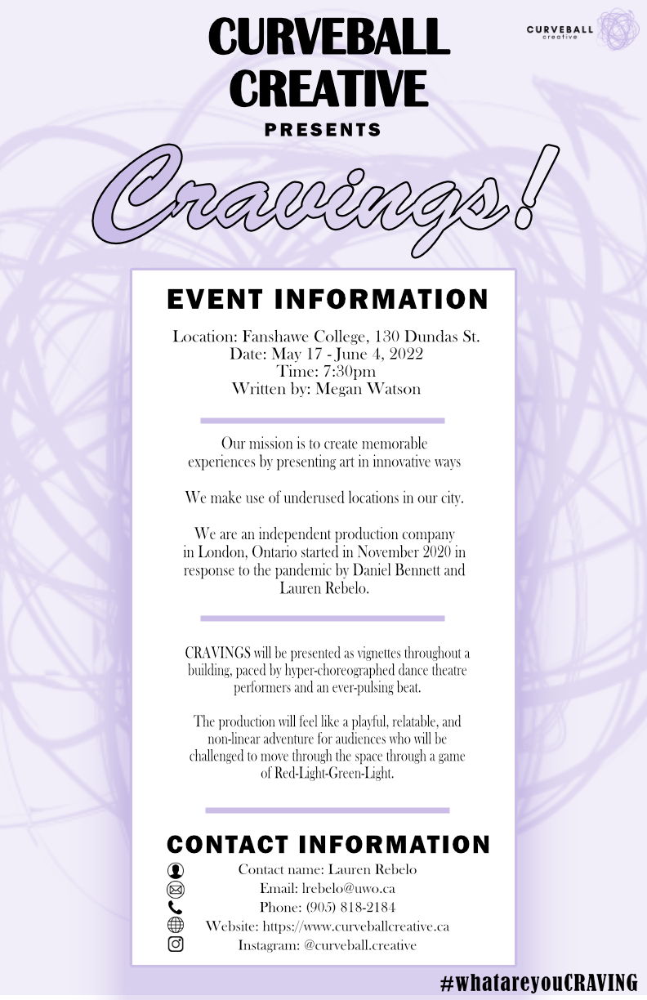 CURVEBALL
CREATIVE
CURVEBALL
creative
PRESENTS
Cravings!
EVENT INFORMATION
Location: Fanshawe College, 130 Dundas St.
Date: May 17 - June 4, 2022
Time: 7:30pm
Written by: Megan Watson
Our mission is to create memorable
experiences by presenting art in innovative ways
We make use of underused locations in our city.
We are an independent production company
in London, Ontario started in November 2020 in
response to the pandemic by Daniel Bennett and
Lauren Rebelo.
CRAVINGS will be presented as vignettes throughout a
building, paced by hyper-choreographed dance theatre
performers and an ever-pulsing beat.
The production will feel like a playful, relatable, and
non-linear adventure for audiences who will be
challenged to move through the space through a game
of Red-Light-Green-Light.
CONTACT INFORMATION
Contact name: Lauren Rebelo
Email: lrebelo@uwo.ca
Phone: (905) 818-2184
Website: https://www.curveballcreative.ca
Instagram: @curveball.creative
#whatareyouCRAVING